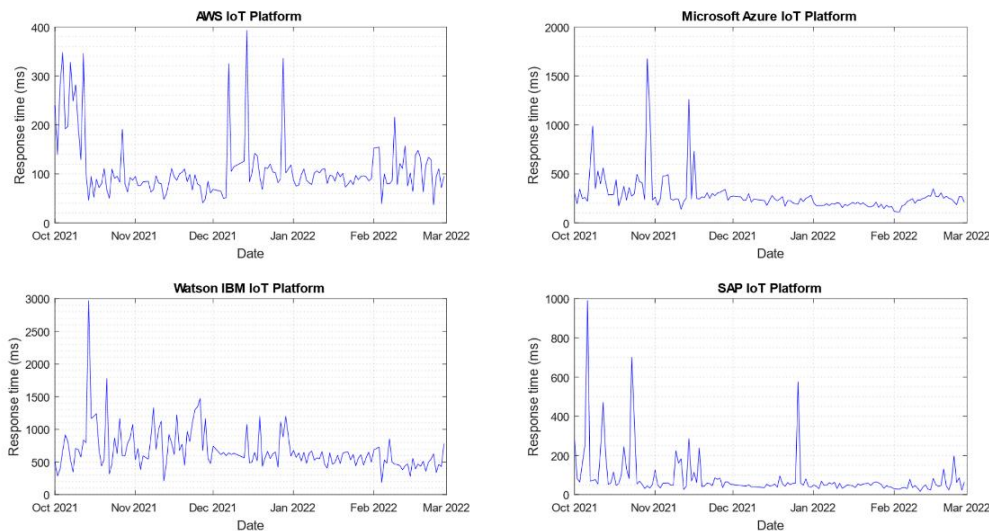 AWS IoT Platform
Response time (ms)
400
300
200
100
0
Oct 2021 Nov 2021 Dec 2021 Jan 2022 Feb 2022 Mar 2022
Date
Microsoft Azure IoT Platform
Response time (ms)
2000
1500
1000
500
0
Oct 2021 Nov 2021 Dec 2021 Jan 2022 Feb 2022 Mar 2022
Date
Watson IBM IoT Platform
Response time (ms)
3000
2500
2000
1500
1000
500
0
Oct 2021 Nov 2021 Dec 2021 Jan 2022 Feb 2022 Mar 2022
Date
SAP IoT Platform
Response time (ms)
1000
800
600
400
200
0
Oct 2021 Nov 2021 Dec 2021 Jan 2022 Feb 2022 Mar 2022
Date